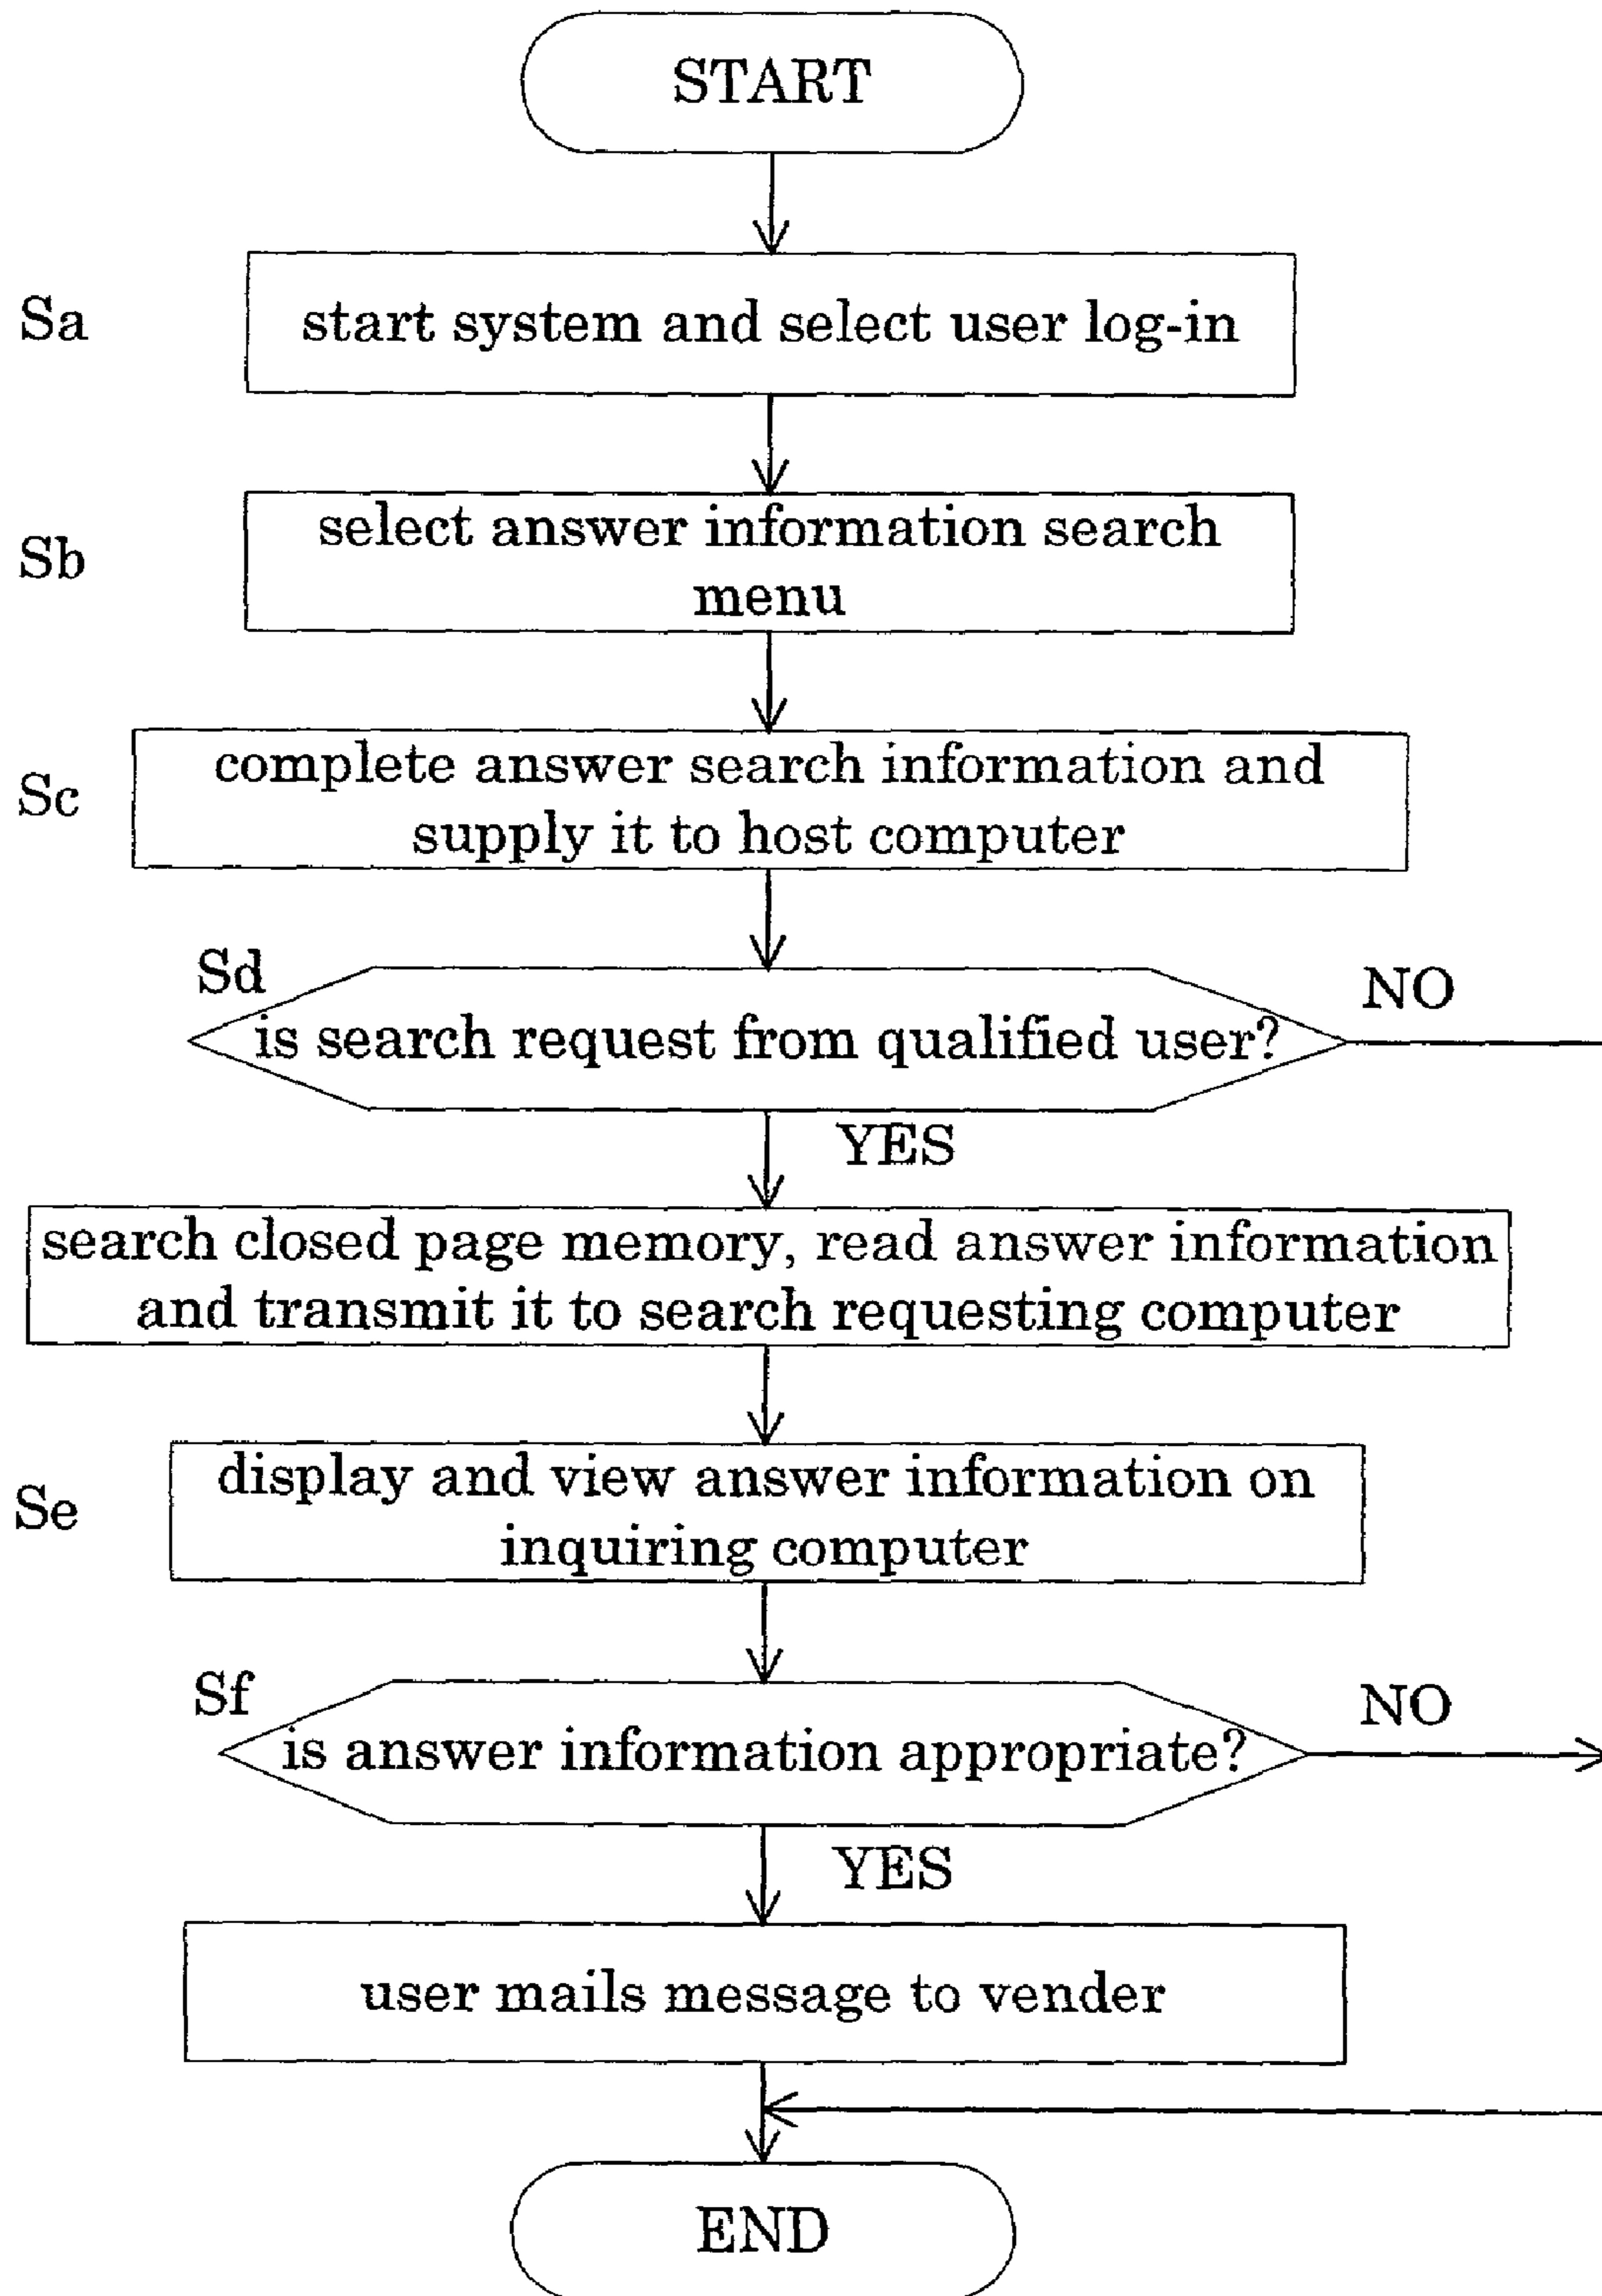 START
Sa
start system and select user log-in
Sb
select answer information search
menu
Sc
complete answer search information and
supply it to host computer
Sd
NO
is search request from qualified user?
YES
search closed page memory, read answer information
and transmit it to search requesting computer
Se
display and view answer information on
inquiring computer
Sf
NO
is answer information appropriate?
YES
user mails message to vender
END